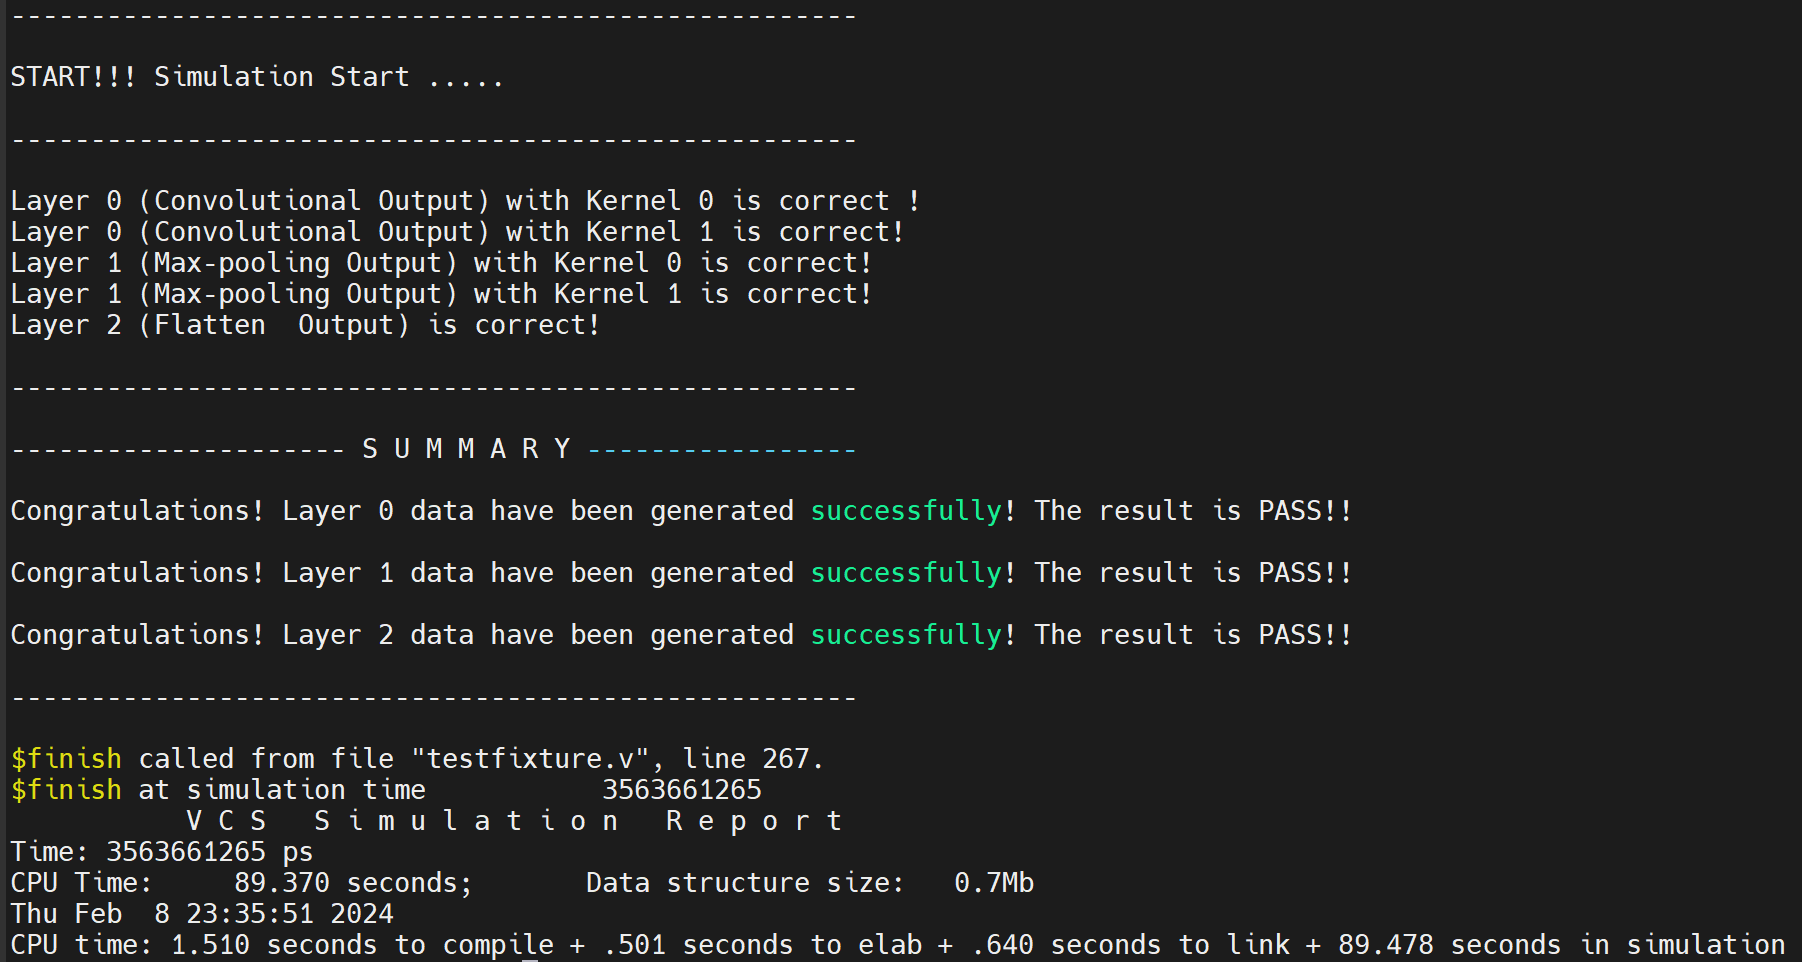 -----------------------------------------------------
START!!! Simulation Start .....
-----------------------------------------------------
Layer 0 (Convolutional Output) with Kernel 0 is correct !
Layer 0 (Convolutional Output) with Kernel 1 is correct!
Layer 1 (Max-pooling Output) with Kernel 0 is correct!
Layer 1 (Max-pooling Output) with Kernel 1 is correct!
Layer 2 (Flatten  Output) is correct!
-----------------------------------------------------
--------------------- S U M M A R Y -----------------
Congratulations! Layer 0 data have been generated successfully! The result is PASS!!
Congratulations! Layer 1 data have been generated successfully! The result is PASS!!
Congratulations! Layer 2 data have been generated successfully! The result is PASS!!
-----------------------------------------------------
$finish called from file "testfixture.v", line 267.
$finish at simulation time           3563661265
           V C S   S i m u l a t i o n   R e p o r t
Time: 3563661265 ps
CPU Time:     89.370 seconds;       Data structure size:   0.7Mb
Thu Feb  8 23:35:51 2024
CPU time: 1.510 seconds to compile + .501 seconds to elab + .640 seconds to link + 89.478 seconds in simulation